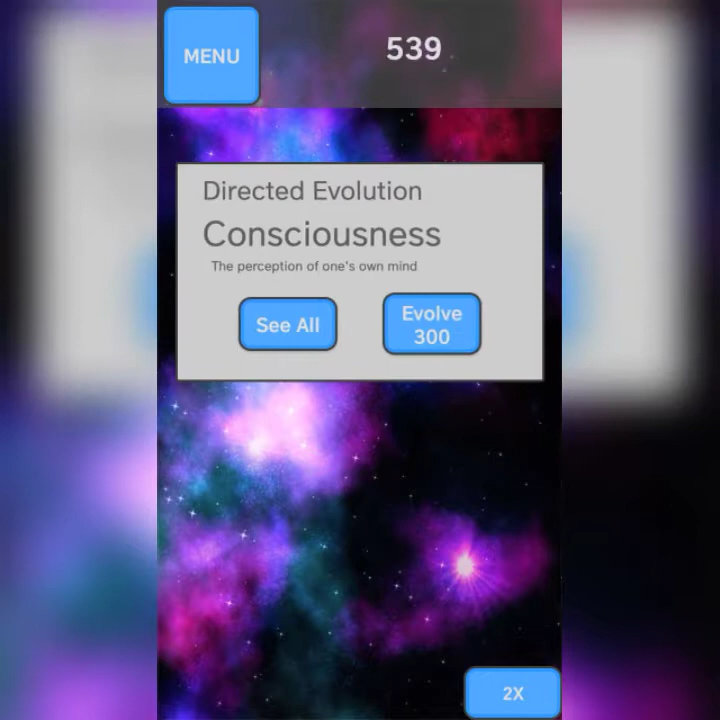 MENU
539
Directed Evolution
Consciousness
The perception of one's own mind
See All
Evolve
300
2X